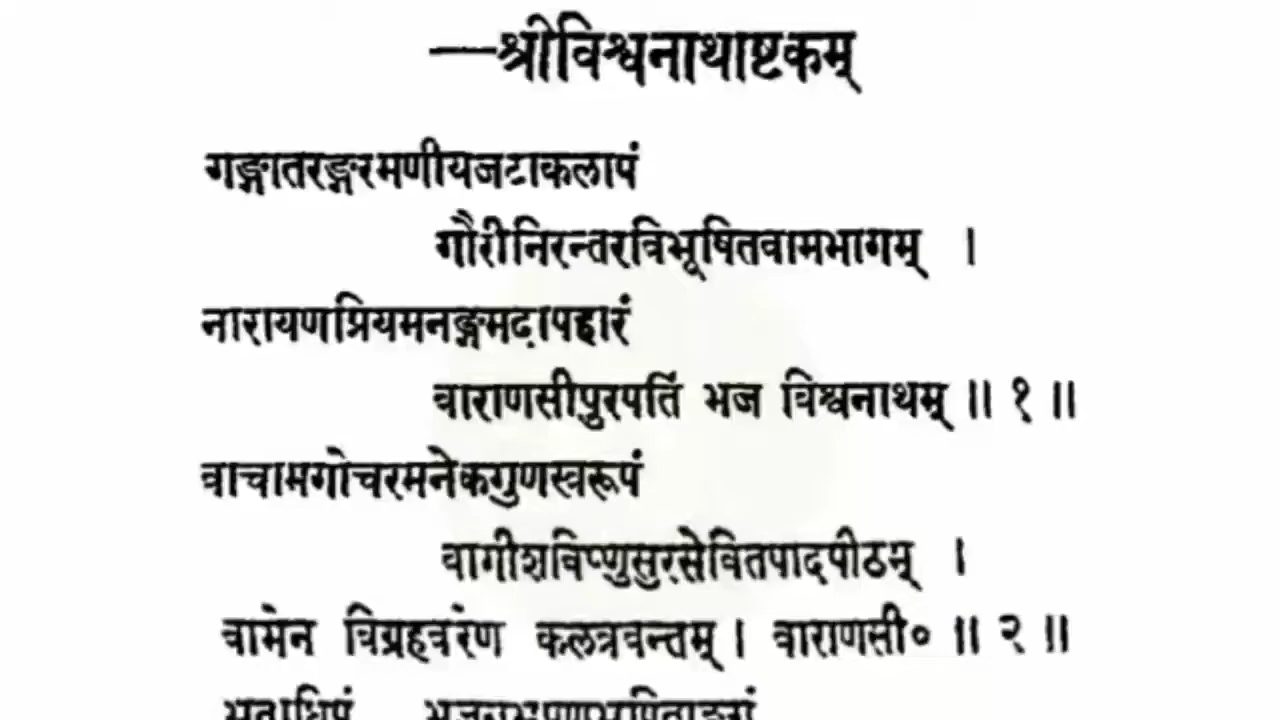 —श्रीविश्वनाथाष्टकम्
गङ्गातरङ्गरमणीयजटाकलापं
गौरीनिरन्तरविभूषितवामभागम् ।
नारायणप्रियमनङ्गमदापहारं
वाराणसीपुरपतिं भज विश्वनाथम् ॥ १ ॥
वाचामगोचरमनेकगुणस्वरूपं
वागीशविष्णुसुरसेवितपादपीठम् ।
वामेन विग्रहवरेण कलत्रवन्तम् । वाराणसी० ॥ २ ॥